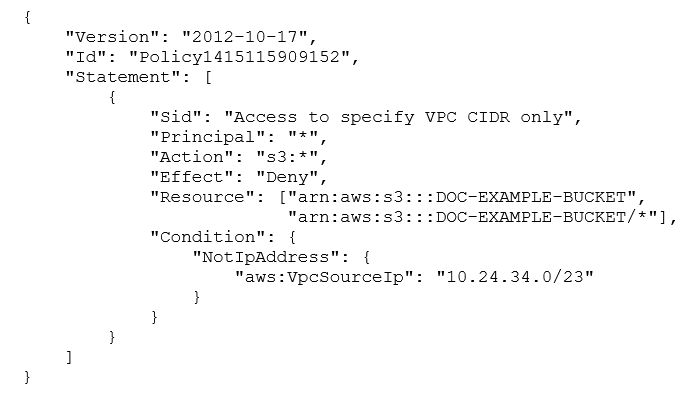 {
    "Version": "2012-10-17",
    "Id": "Policy1415115909152",
    "Statement": [
        {
            "Sid": "Access to specify VPC CIDR only",
            "Principal": "*",
            "Action": "s3:*",
            "Effect": "Deny",
            "Resource": ["arn:aws:s3:::DOC-EXAMPLE-BUCKET",
                         "arn:aws:s3:::DOC-EXAMPLE-BUCKET/*"],
            "Condition": {
                "NotIpAddress": {
                    "aws:VpcSourceIp": "10.24.34.0/23"
                }
            }
        }
    ]
}